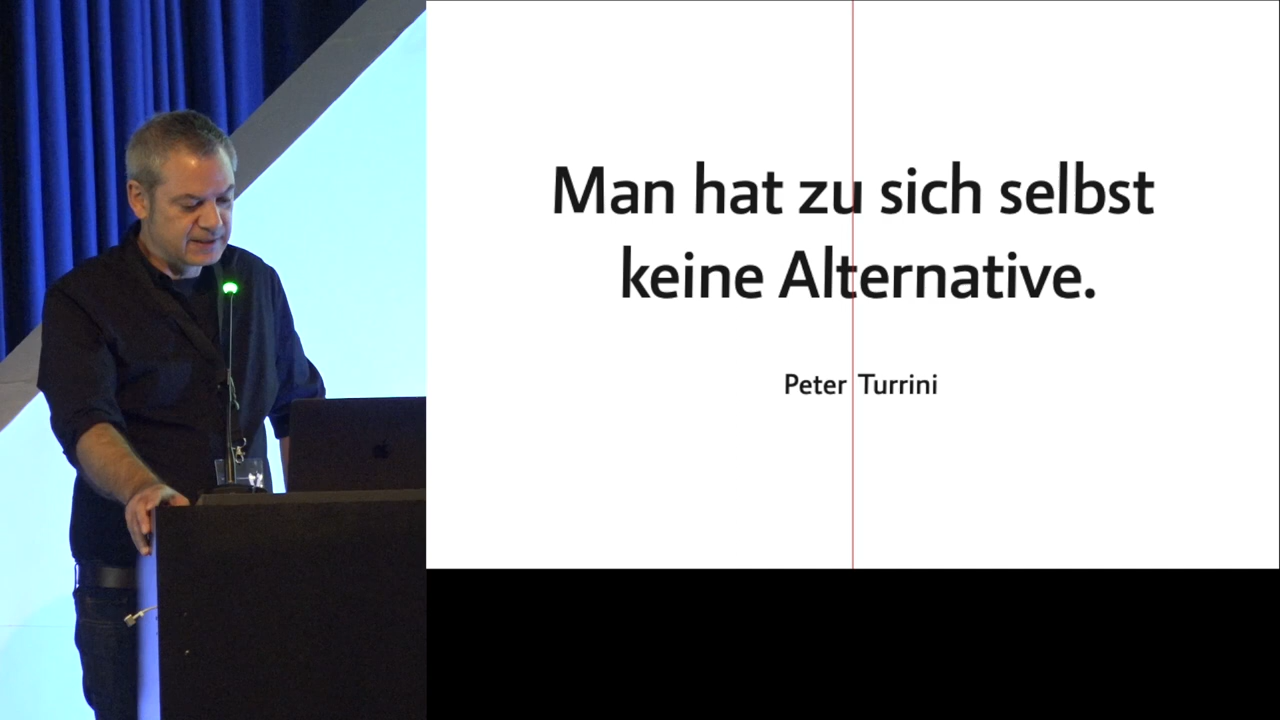 Man hat zu sich selbst
keine Alternative.
Peter Turrini